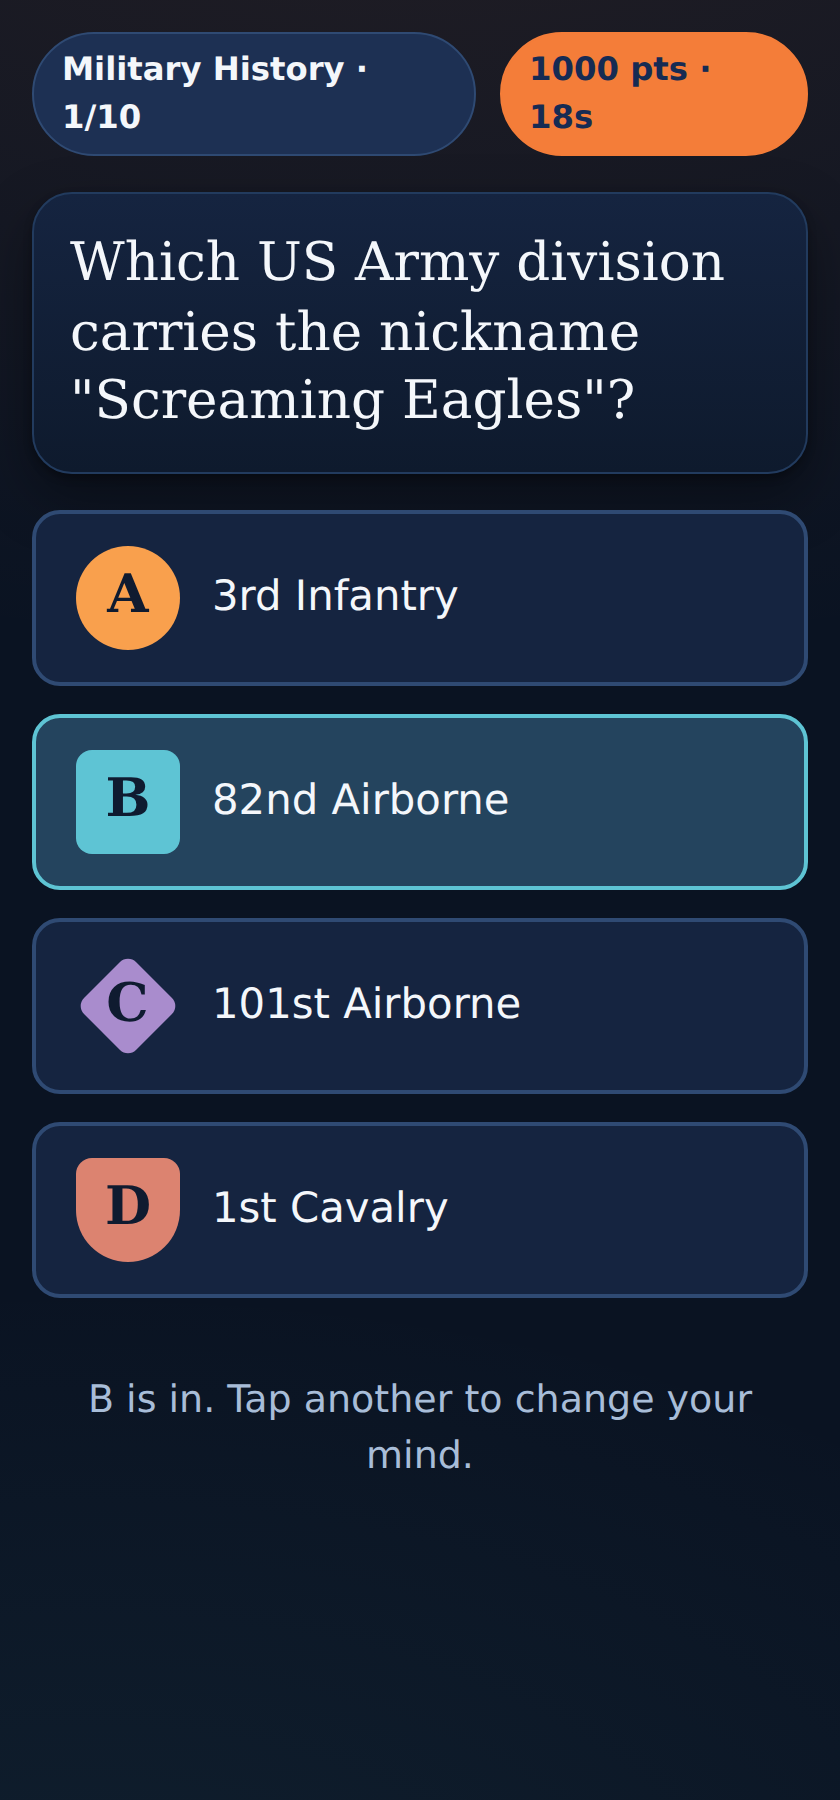 Military History ·
1/10
1000 pts ·
18s
Which US Army division
carries the nickname
"Screaming Eagles"?
A
3rd Infantry
B
82nd Airborne
C
101st Airborne
D
1st Cavalry
B is in. Tap another to change your
mind.